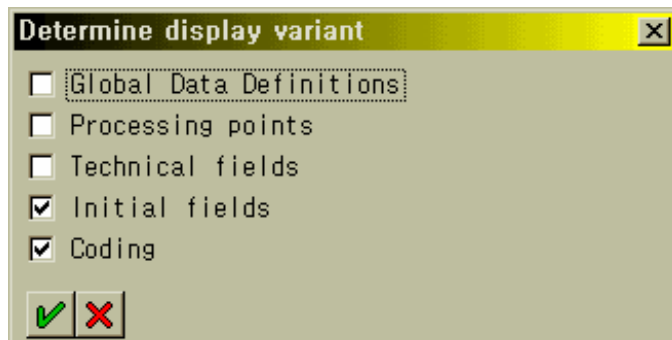 Determine display variant
Global Data Definitions
Processing points
Technical fields
Initial fields
Coding